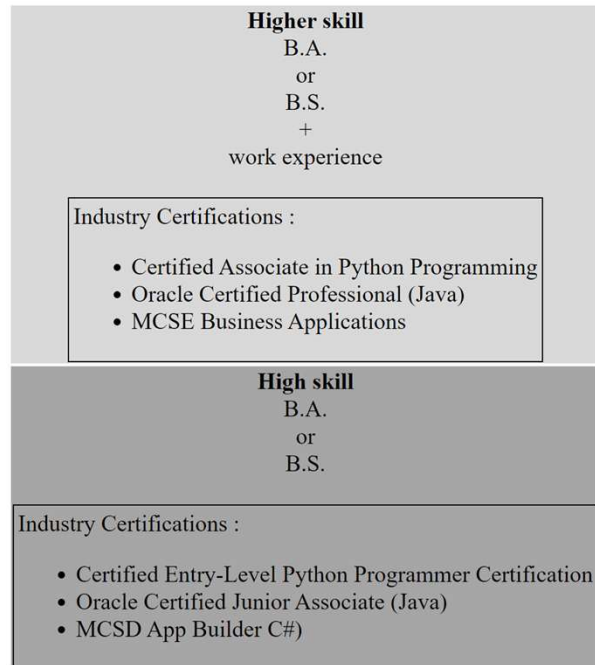 Higher skill
B.A.
or
B.S.
+
work experience
Industry Certifications :
• Certified Associate in Python Programming
• Oracle Certified Professional (Java)
• MCSE Business Applications
High skill
B.A.
or
B.S.
Industry Certifications :
• Certified Entry-Level Python Programmer Certification
• Oracle Certified Junior Associate (Java)
• MCSD App Builder C#)